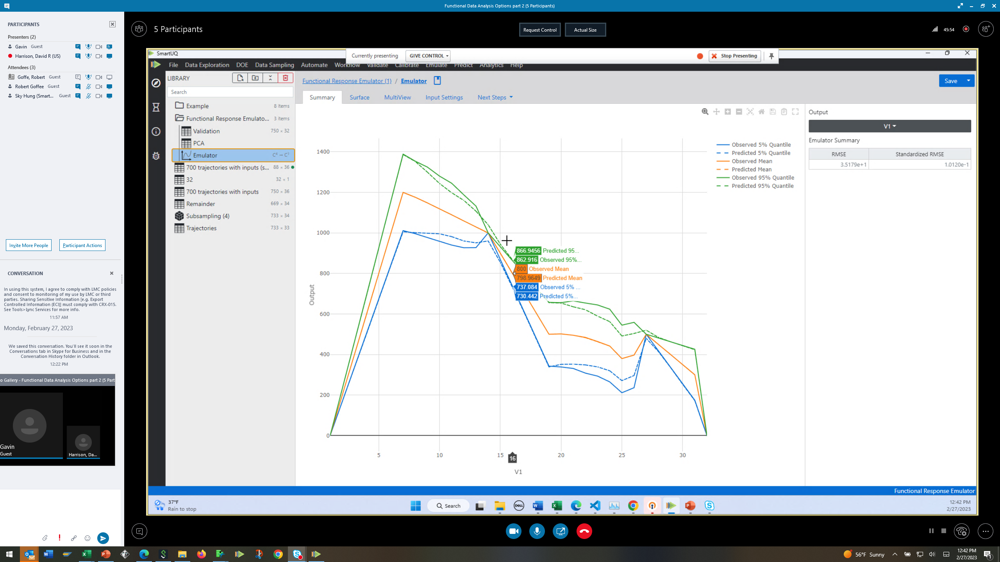 Functional Data Analysis Options part 2 (5 Participants)
PARTICIPANTS
Presenters (2)
Gavin Guest
Harrison, David R (US)
Attendees (3)
Goffe, Robert Guest
Robert Goffee Guest
Sky Hung (Smart... Guest
Invite More People
Participant Actions
CONVERSATION
In using this system, I agree to comply with LMC policies
and consent to monitoring of my use by LMC or third
parties. Sharing Sensitive Information [e.g. Export
Controlled Information (ECI)] must comply with CRX-015.
See Tools>Lync Services for more info.
11:57 AM
Monday, February 27, 2023
We saved this conversation. You'll see it soon in the
Conversations tab in Skype for Business and in the
Conversation History folder in Outlook.
12:22 PM
o Gallery - Functional Data Analysis Options part 2 (5 Part
Gavin
Guest
Harrison, Da...
5 Participants
Request Control
Actual Size
45:54
SmartUQ
Currently presenting
GIVE CONTROL
Stop Presenting
File Data Exploration DOE Data Sampling Automate Workflow Validate Calibrate Emulate Predict Analytics Help
LIBRARY
Search
Example 8 items
Functional Response Emulato... 3 items
Validation 750 × 32
PCA
Emulator C⁴ → C¹
700 trajectories with inputs (s... 88 × 36
32 32 × 1
700 trajectories with inputs 750 × 36
Remainder 669 × 34
Subsampling (4) 733 × 34
Trajectories 733 × 33
Functional Response Emulator (1) / Emulator
Save
Summary Surface MultiView Input Settings Next Steps
Output
V1
Emulator Summary
RMSE Standardized RMSE
3.5179e+1 1.0120e-1
Observed 5% Quantile
Predicted 5% Quantile
Observed Mean
Predicted Mean
Observed 95% Quantile
Predicted 95% Quantile
1400
1200
1000
800
600
400
200
0
Output
866.9456 Predicted 95...
862.916 Observed 95%...
800 Observed Mean
798.9649 Predicted Mean
737.084 Observed 5% ...
730.442 Predicted 5%...
5 10 15 16 20 25 30
V1
Functional Response Emulator
37°F
Rain to stop
Search
DELL
12:42 PM
2/27/2023
56°F Sunny
12:42 PM
2/27/2023
1